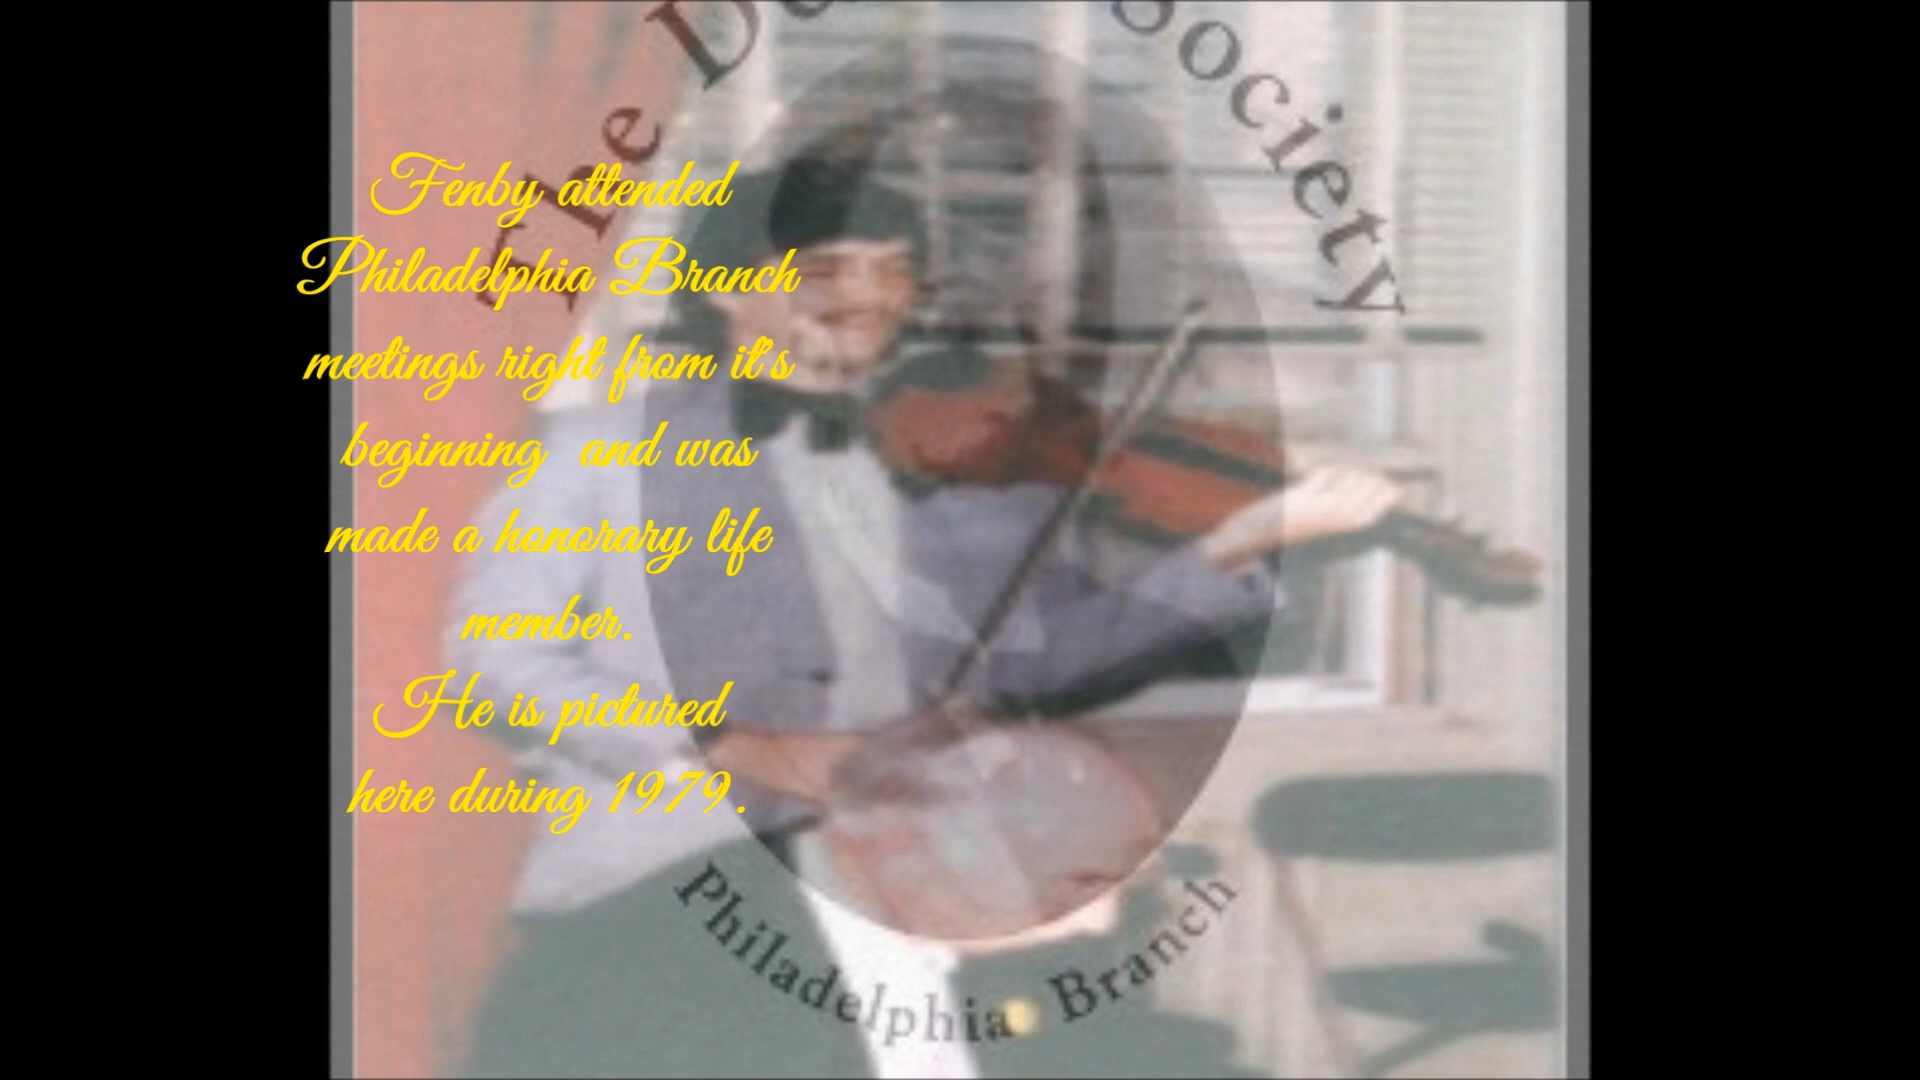 The
Society
Fenby attended
Philadelphia Branch
meetings right from it's
beginning and was
made a honorary life
member.
He is pictured
here during 1979.
Philadelphia Branch